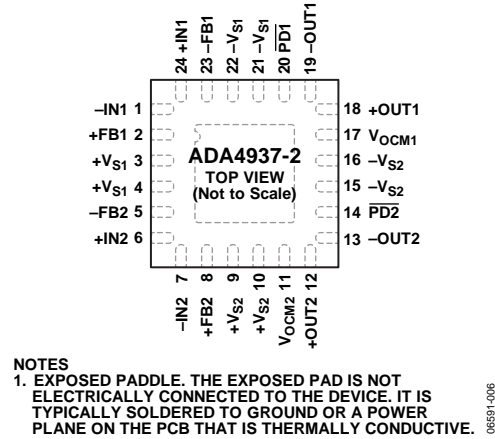 24 +IN1
23 –FB1
22 –VS1
21 –VS1
20 PD1
19 –OUT1
–IN1 1
+FB1 2
+VS1 3
+VS1 4
–FB2 5
+IN2 6
ADA4937-2
TOP VIEW
(Not to Scale)
18 +OUT1
17 VOCM1
16 –VS2
15 –VS2
14 PD2
13 –OUT2
–IN2 7
+FB2 8
+VS2 9
+VS2 10
VOCM2 11
+OUT2 12
NOTES
1. EXPOSED PADDLE. THE EXPOSED PAD IS NOT
ELECTRICALLY CONNECTED TO THE DEVICE. IT IS
TYPICALLY SOLDERED TO GROUND OR A POWER
PLANE ON THE PCB THAT IS THERMALLY CONDUCTIVE.
06591-006